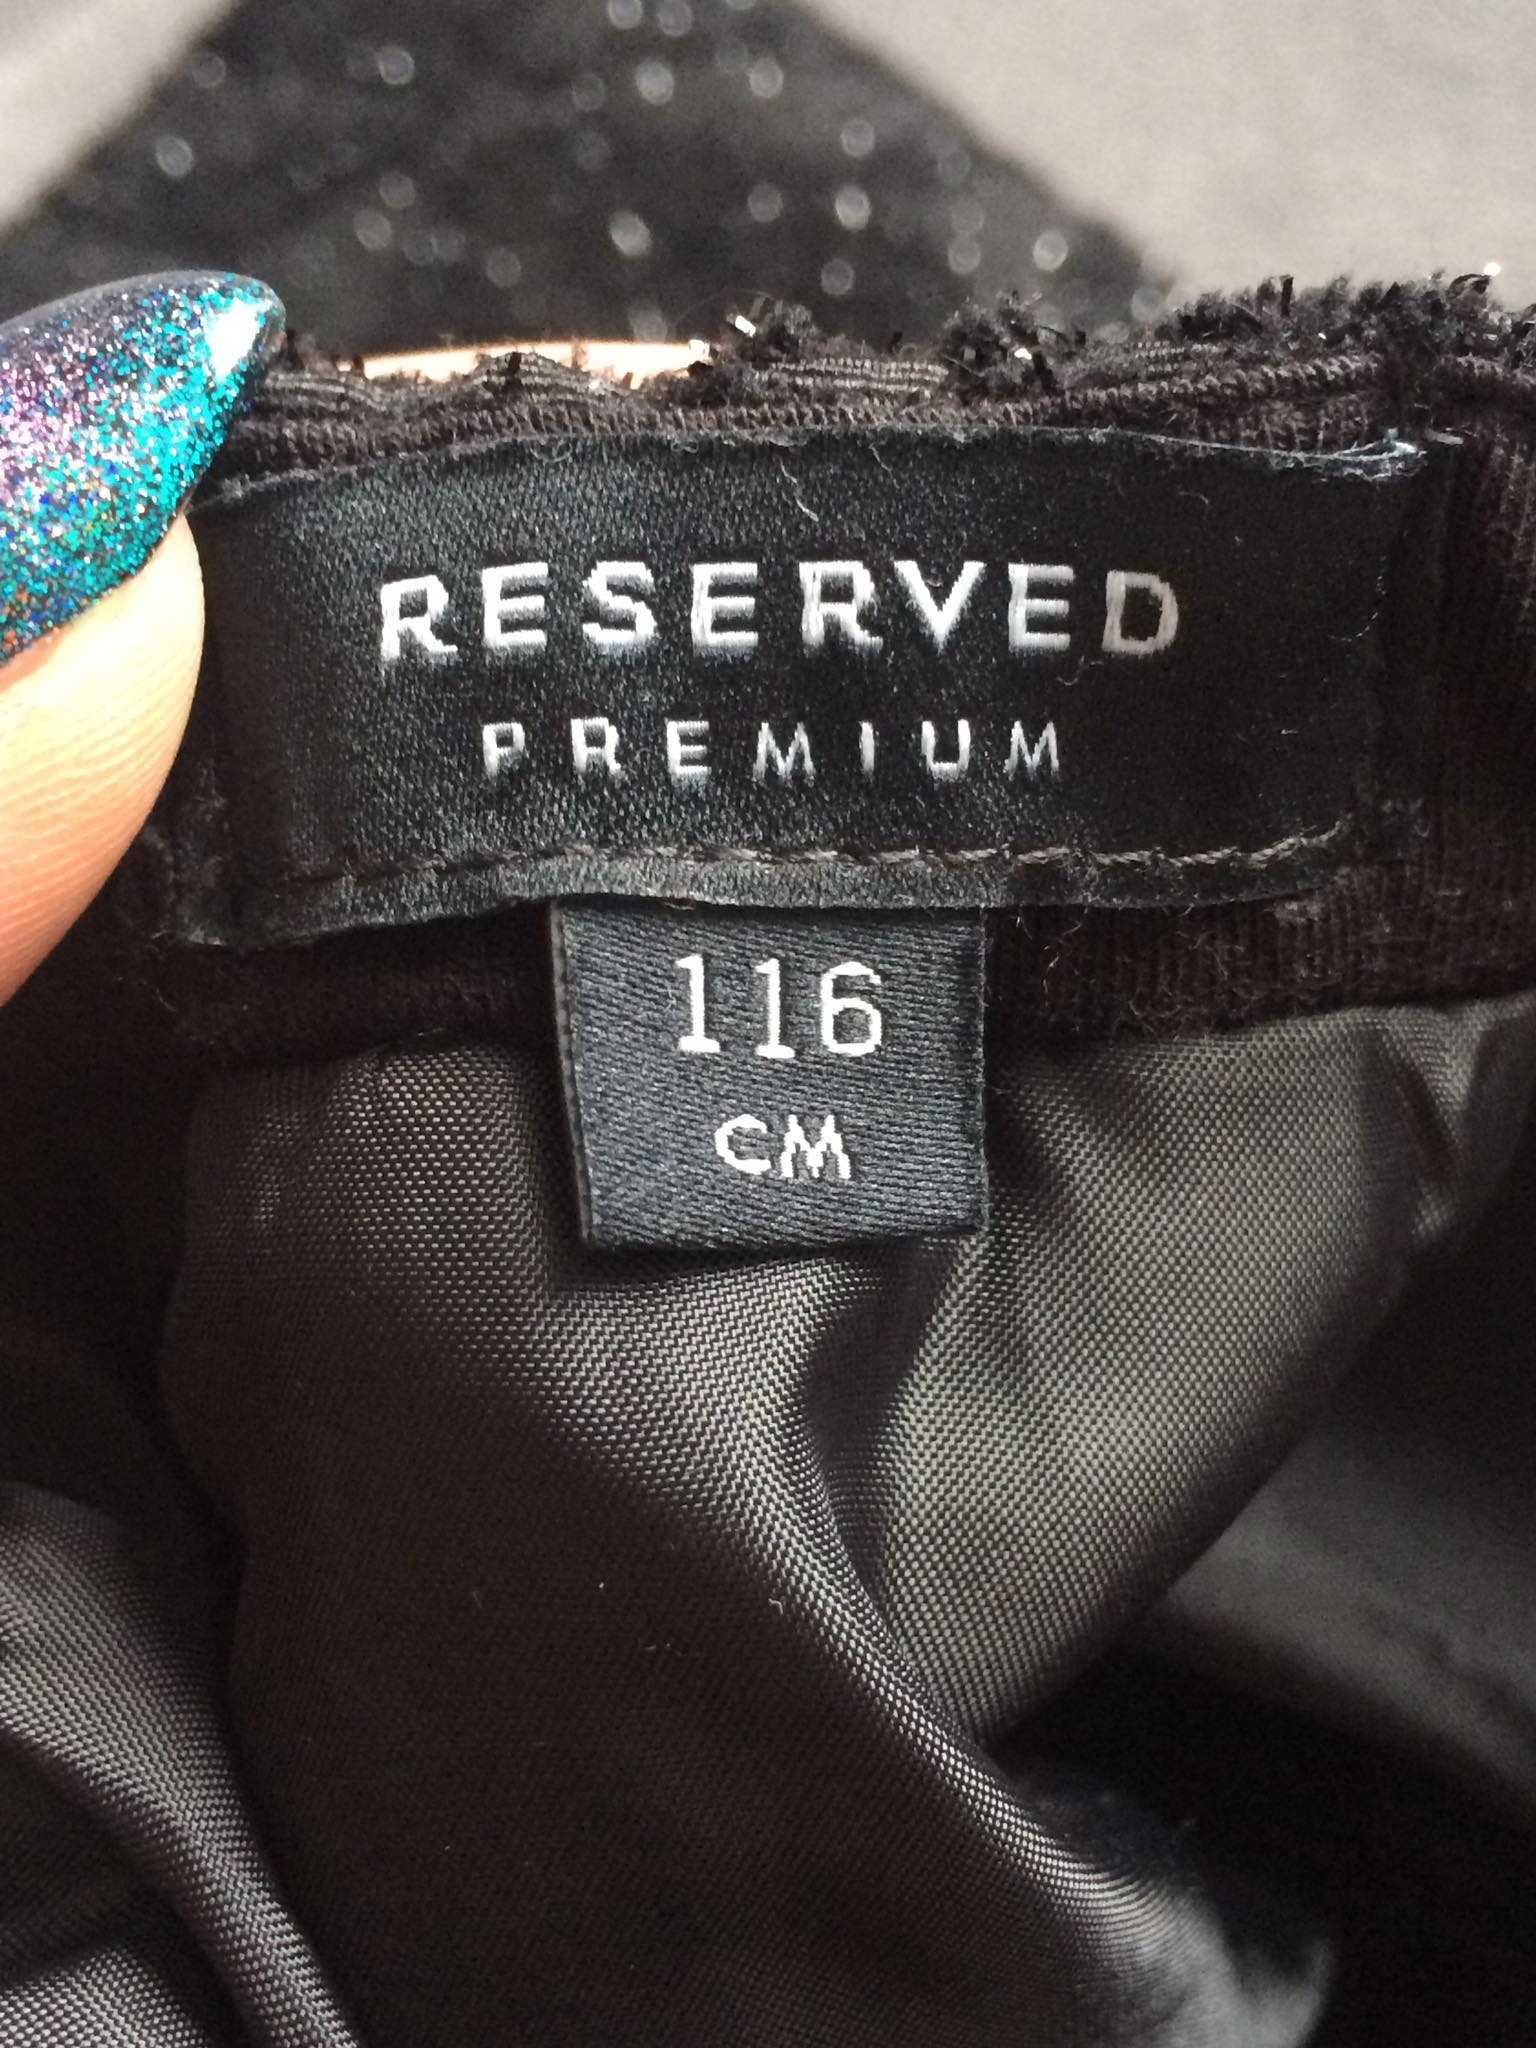 RESERVED
PREMIUM
116
CM